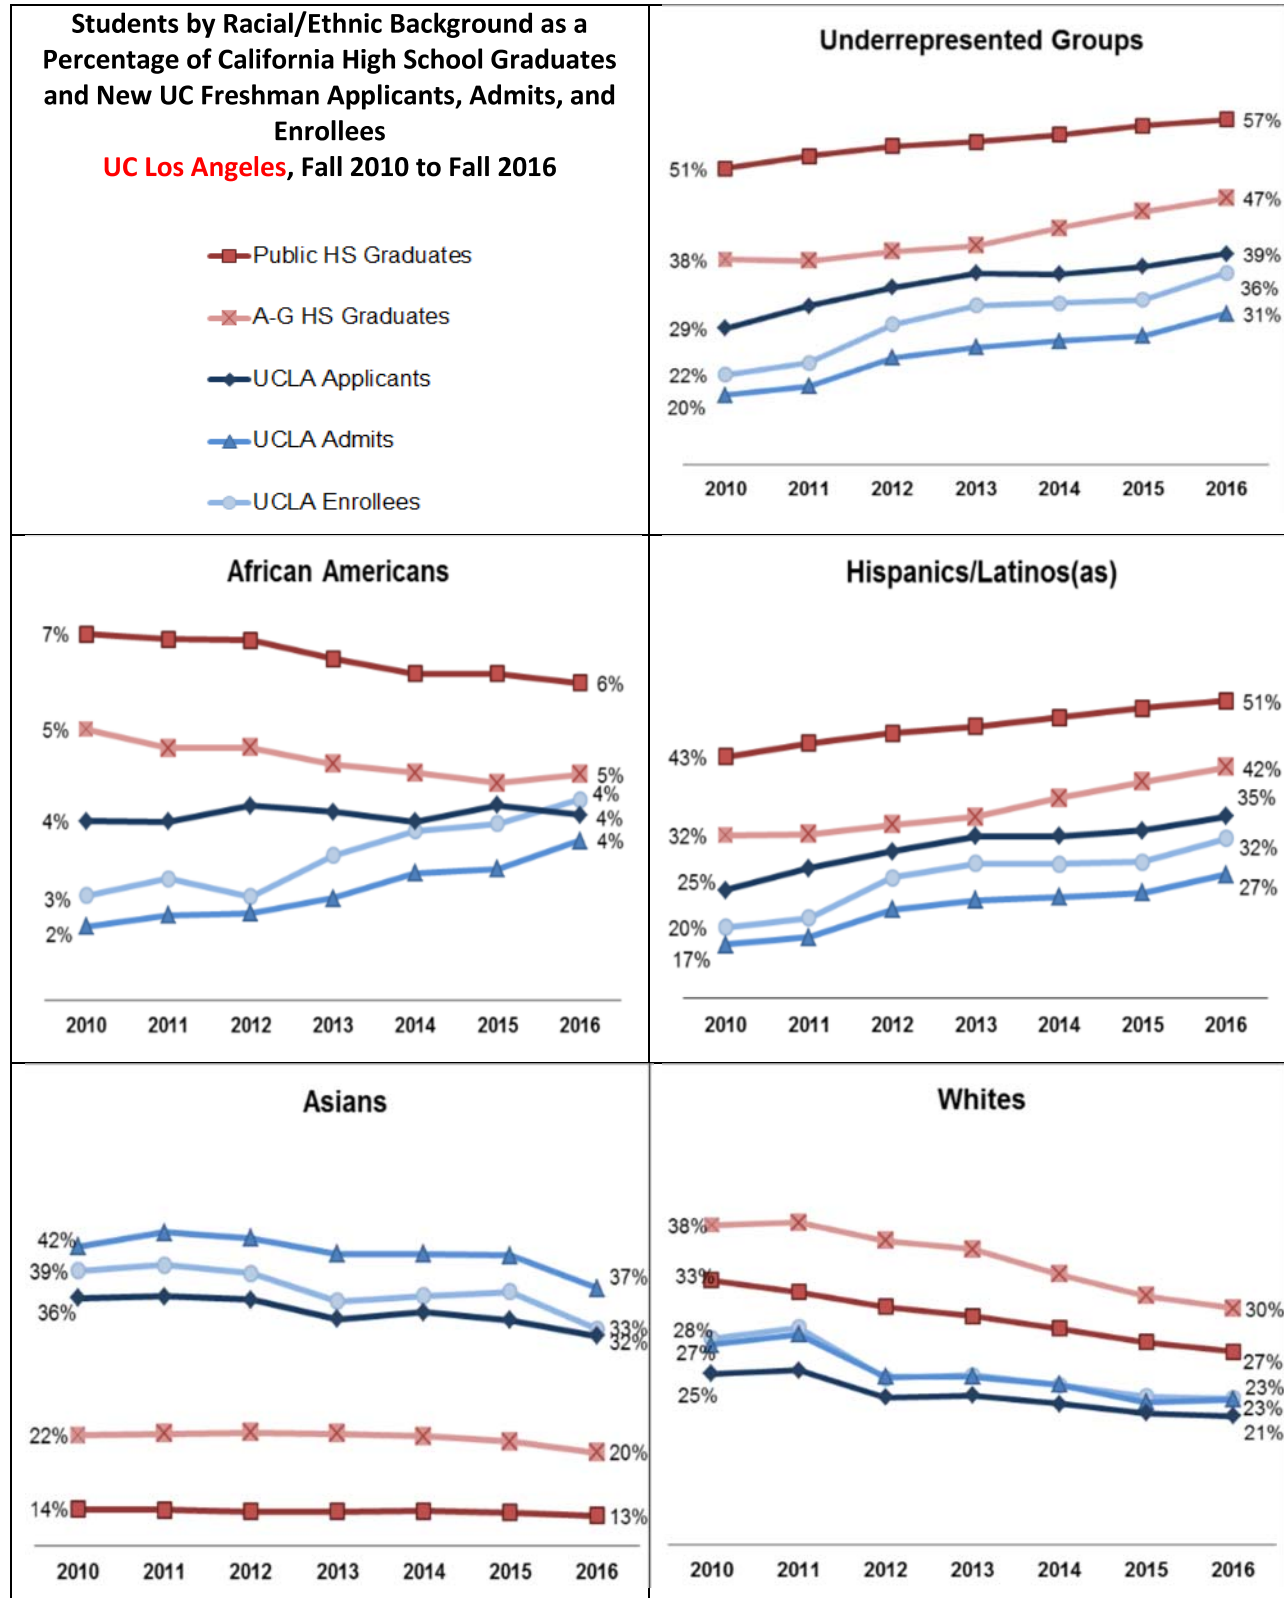 Students by Racial/Ethnic Background as a
Percentage of California High School Graduates
and New UC Freshman Applicants, Admits, and
Enrollees
UC Los Angeles, Fall 2010 to Fall 2016
Public HS Graduates
A-G HS Graduates
UCLA Applicants
UCLA Admits
UCLA Enrollees
Underrepresented Groups
57%
51%
47%
38%
39%
36%
31%
29%
22%
20%
2010 2011 2012 2013 2014 2015 2016
African Americans
7%
6%
5%
5%
4%
4%
4%
4%
3%
2%
2010 2011 2012 2013 2014 2015 2016
Hispanics/Latinos(as)
51%
43%
42%
35%
32%
32%
25%
27%
20%
17%
2010 2011 2012 2013 2014 2015 2016
Asians
42%
39%
37%
36%
33%
32%
22%
20%
14%
13%
2010 2011 2012 2013 2014 2015 2016
Whites
38%
33%
30%
28%
27%
27%
25%
23%
23%
21%
2010 2011 2012 2013 2014 2015 2016